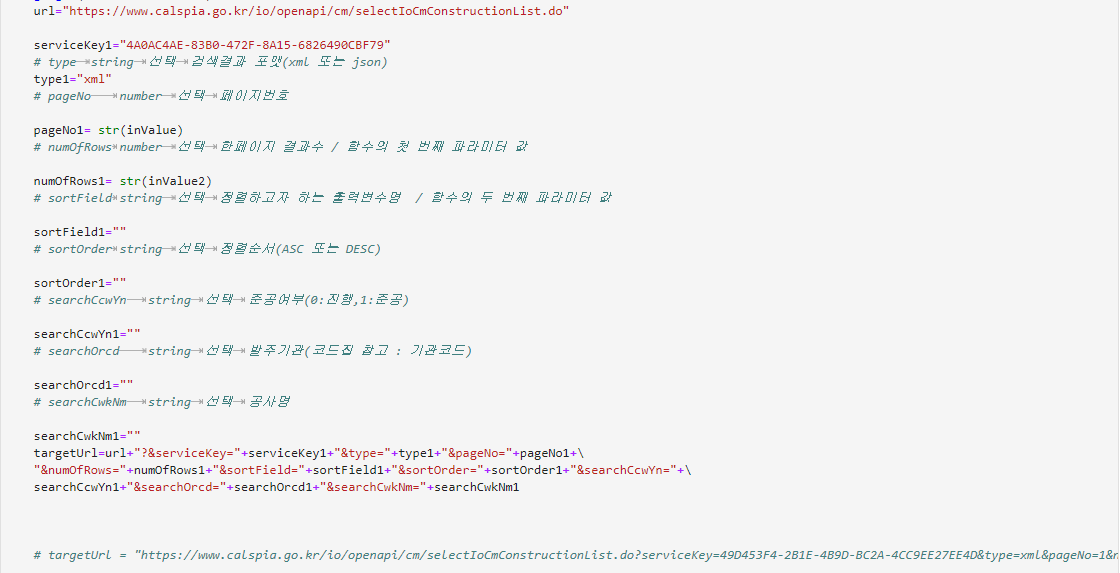 url="https://www.calspia.go.kr/io/openapi/cm/selectIoCmConstructionList.do"
serviceKey1="4A0AC4AE-83B0-472F-8A15-6826490CBF79"
# type string 선택 검색결과 포맷(xml 또는 json)
type1="xml"
# pageNo number 선택 페이지번호
pageNo1= str(inValue)
# numOfRows number 선택 한페이지 결과수 / 함수의 첫 번째 파라미터 값
numOfRows1= str(inValue2)
# sortField string 선택 정렬하고자 하는 출력변수명 / 함수의 두 번째 파라미터 값
sortField1=""
# sortOrder string 선택 정렬순서(ASC 또는 DESC)
sortOrder1=""
# searchCcwYn string 선택 준공여부(0:진행,1:준공)
searchCcwYn1=""
# searchOrcd string 선택 발주기관(코드집 참고 : 기관코드)
searchOrcd1=""
# searchCwkNm string 선택 공사명
searchCwkNm1=""
targetUrl=url+"?&serviceKey="+serviceKey1+"&type="+type1+"&pageNo="+pageNo1+\
"&numOfRows="+numOfRows1+"&sortField="+sortField1+"&sortOrder="+sortOrder1+"&searchCcwYn="+\
searchCcwYn1+"&searchOrcd="+searchOrcd1+"&searchCwkNm="+searchCwkNm1
# targetUrl = "https://www.calspia.go.kr/io/openapi/cm/selectIoCmConstructionList.do?serviceKey=49D453F4-2B1E-4B9D-BC2A-4CC9EE27EE4D&type=xml&pageNo=1&